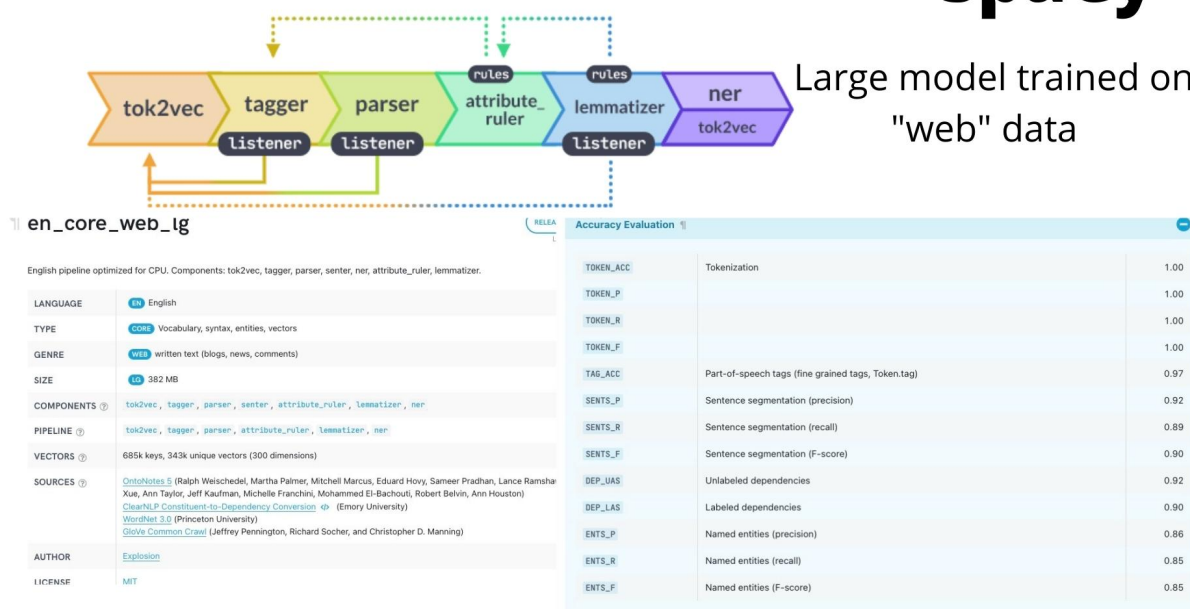 spaCy
rules
rules
tok2vec
tagger
parser
attribute_
ruler
lemmatizer
ner
tok2vec
listener
listener
listener
Large model trained on
"web" data
en_core_web_lg
RELEA
English pipeline optimized for CPU. Components: tok2vec, tagger, parser, senter, ner, attribute_ruler, lemmatizer.
LANGUAGE EN English
TYPE CORE Vocabulary, syntax, entities, vectors
GENRE WEB written text (blogs, news, comments)
SIZE LG 382 MB
COMPONENTS ? tok2vec, tagger, parser, senter, attribute_ruler, lemmatizer, ner
PIPELINE ? tok2vec, tagger, parser, attribute_ruler, lemmatizer, ner
VECTORS ? 685k keys, 343k unique vectors (300 dimensions)
SOURCES ? OntoNotes 5 (Ralph Weischedel, Martha Palmer, Mitchell Marcus, Eduard Hovy, Sameer Pradhan, Lance Ramsha
Xue, Ann Taylor, Jeff Kaufman, Michelle Franchini, Mohammed El-Bachouti, Robert Belvin, Ann Houston)
ClearNLP Constituent-to-Dependency Conversion </> (Emory University)
WordNet 3.0 (Princeton University)
GloVe Common Crawl (Jeffrey Pennington, Richard Socher, and Christopher D. Manning)
AUTHOR Explosion
LICENSE MIT
Accuracy Evaluation ¶
TOKEN_ACC Tokenization 1.00
TOKEN_P 1.00
TOKEN_R 1.00
TOKEN_F 1.00
TAG_ACC Part-of-speech tags (fine grained tags, Token.tag) 0.97
SENTS_P Sentence segmentation (precision) 0.92
SENTS_R Sentence segmentation (recall) 0.89
SENTS_F Sentence segmentation (F-score) 0.90
DEP_UAS Unlabeled dependencies 0.92
DEP_LAS Labeled dependencies 0.90
ENTS_P Named entities (precision) 0.86
ENTS_R Named entities (recall) 0.85
ENTS_F Named entities (F-score) 0.85